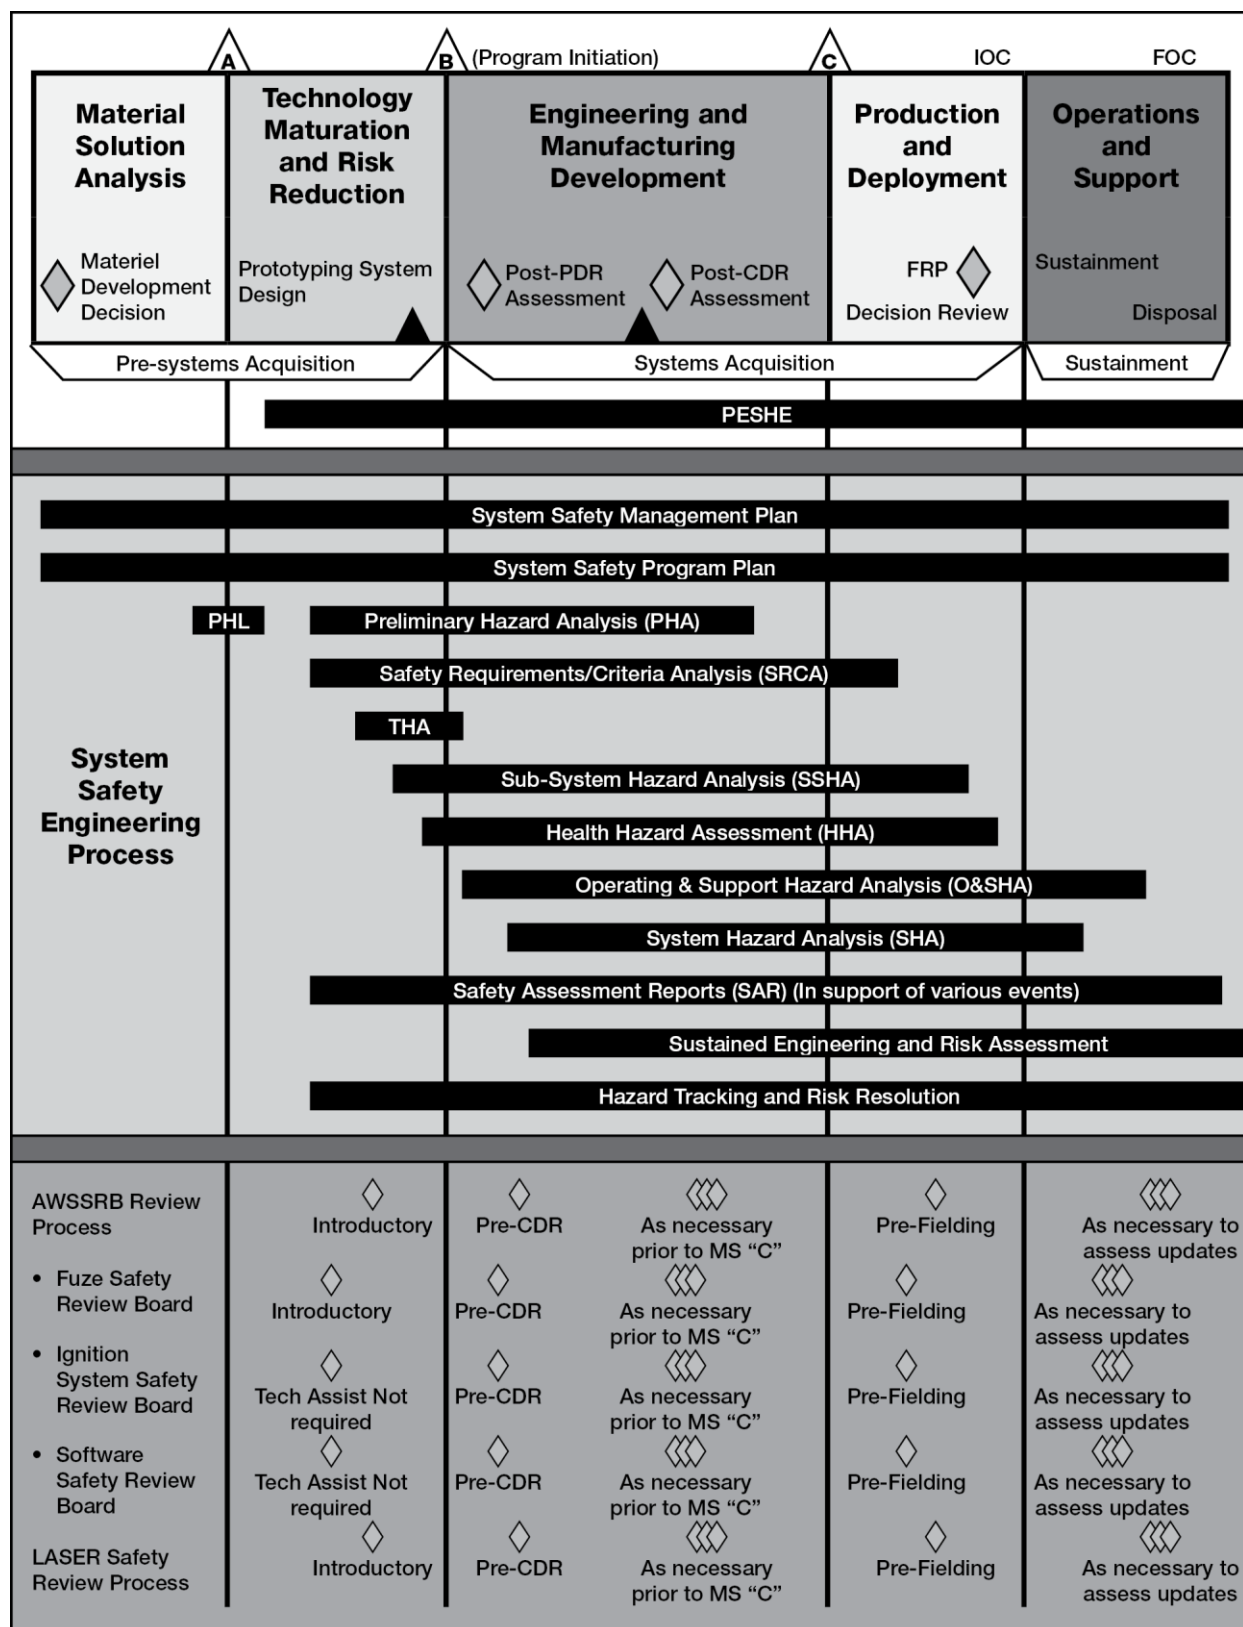 A
B
(Program Initiation)
C
IOC
FOC
Material
Solution
Analysis
Technology
Maturation
and Risk
Reduction
Engineering and
Manufacturing
Development
Production
and
Deployment
Operations
and
Support
Materiel
Development
Decision
Prototyping System
Design
Post-PDR
Assessment
Post-CDR
Assessment
FRP
Decision Review
Sustainment
Disposal
Pre-systems Acquisition
Systems Acquisition
Sustainment
PESHE
System Safety Management Plan
System Safety Program Plan
PHL
Preliminary Hazard Analysis (PHA)
Safety Requirements/Criteria Analysis (SRCA)
THA
System
Safety
Engineering
Process
Sub-System Hazard Analysis (SSHA)
Health Hazard Assessment (HHA)
Operating & Support Hazard Analysis (O&SHA)
System Hazard Analysis (SHA)
Safety Assessment Reports (SAR) (In support of various events)
Sustained Engineering and Risk Assessment
Hazard Tracking and Risk Resolution
AWSSRB Review
Process
Introductory
Pre-CDR
As necessary
prior to MS “C”
Pre-Fielding
As necessary to
assess updates
• Fuze Safety
Review Board
Introductory
Pre-CDR
As necessary
prior to MS “C”
Pre-Fielding
As necessary to
assess updates
• Ignition
System Safety
Review Board
Tech Assist Not
required
Pre-CDR
As necessary
prior to MS “C”
Pre-Fielding
As necessary to
assess updates
• Software
Safety Review
Board
Tech Assist Not
required
Pre-CDR
As necessary
prior to MS “C”
Pre-Fielding
As necessary to
assess updates
LASER Safety
Review Process
Introductory
Pre-CDR
As necessary
prior to MS “C”
Pre-Fielding
As necessary to
assess updates